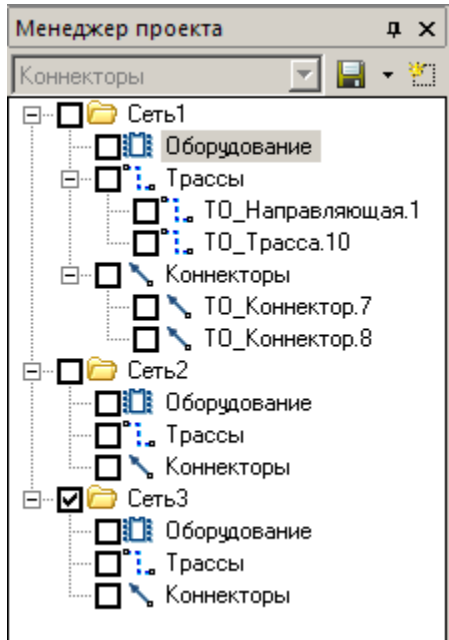 Менеджер проекта
Коннекторы
Сеть1
Оборудование
Трассы
ТО_Направляющая.1
ТО_Трасса.10
Коннекторы
ТО_Коннектор.7
ТО_Коннектор.8
Сеть2
Оборудование
Трассы
Коннекторы
Сеть3
Оборудование
Трассы
Коннекторы